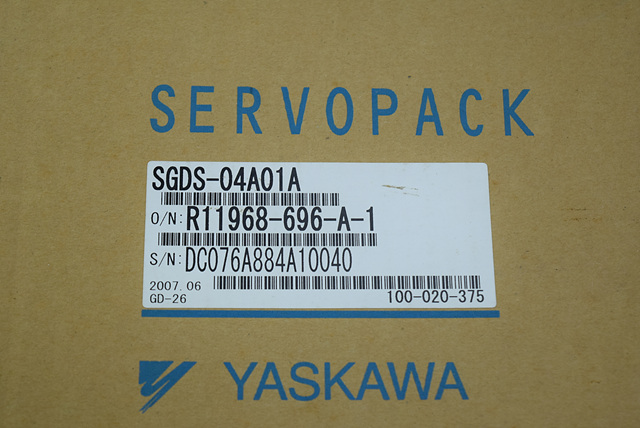 SERVOPACK
SGDS-04A01A
O/N:R11968-696-A-1
S/N:DC076A884A10040
2007.06
GD-26 100-020-375
YASKAWA